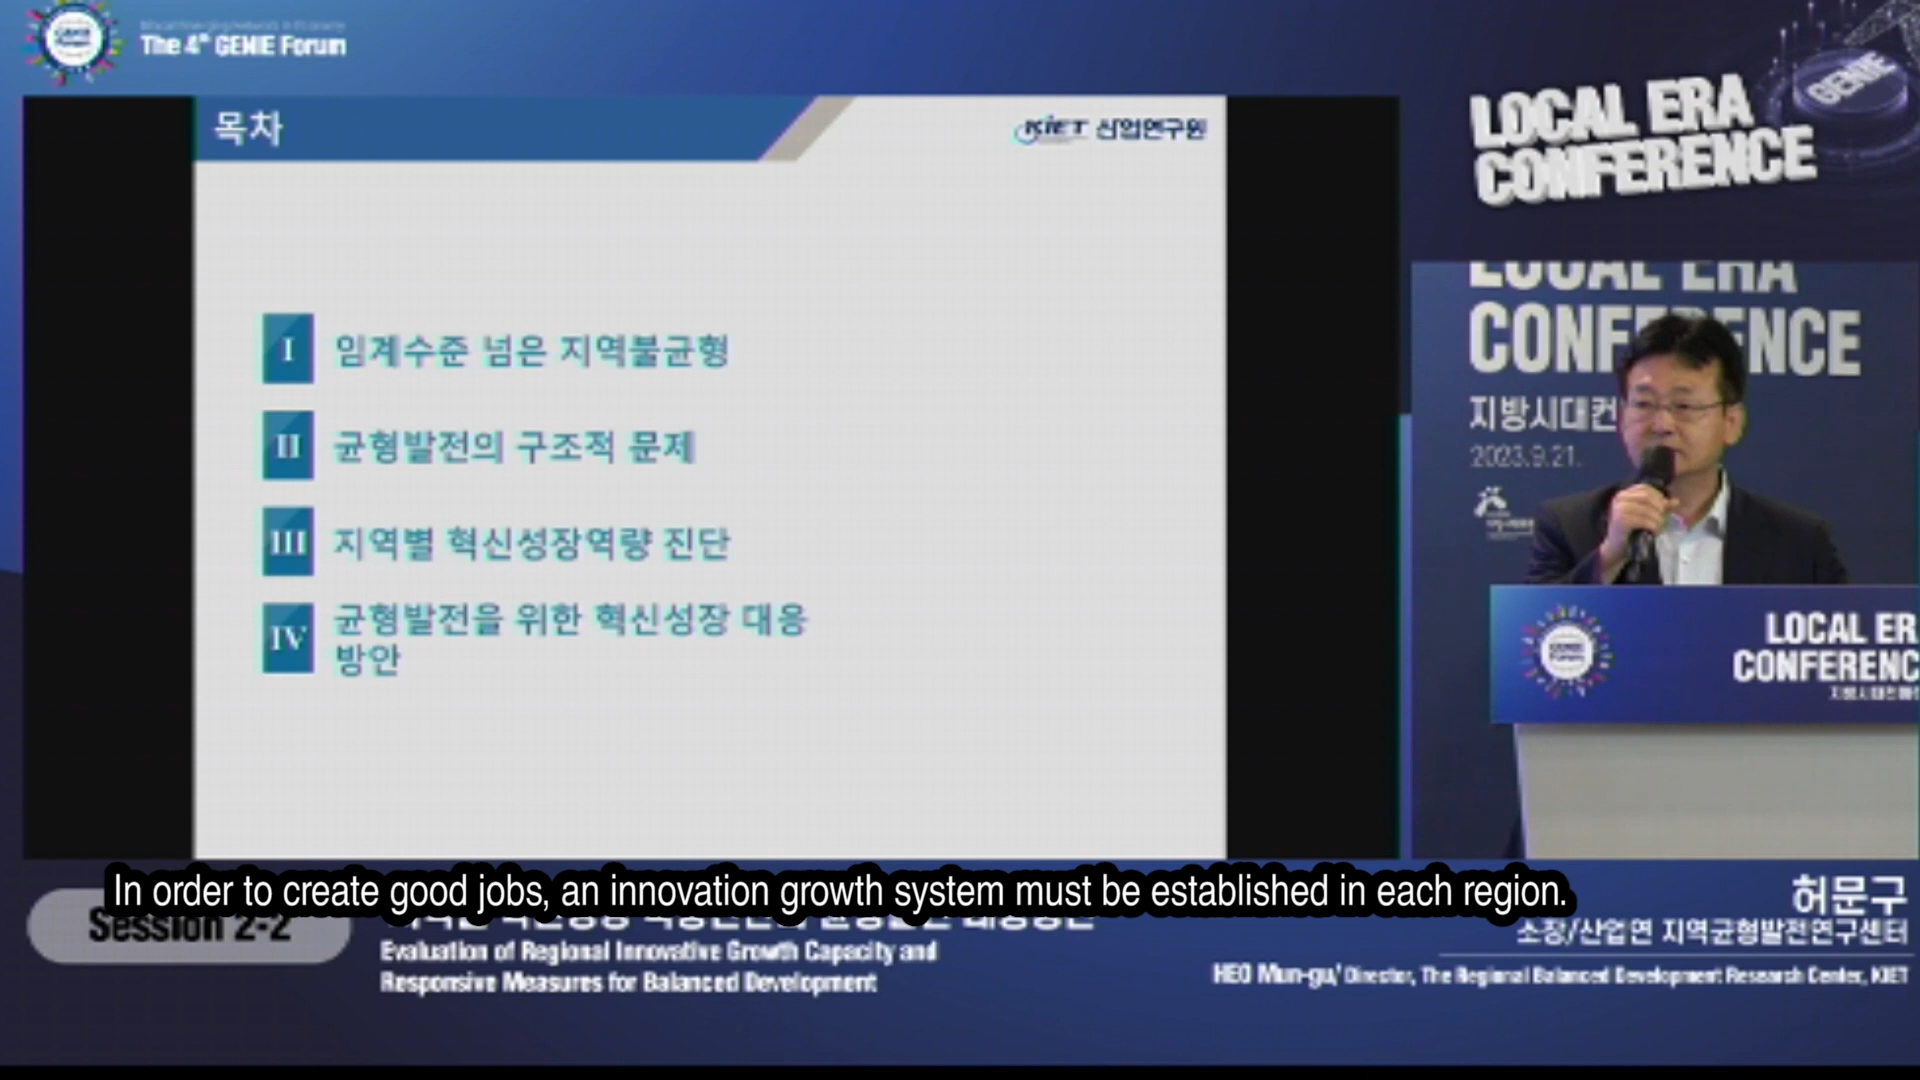 The 4th GENIE Forum
목차
KIET 산업연구원
I 임계수준 넘은 지역불균형
II 균형발전의 구조적 문제
III 지역별 혁신성장역량 진단
IV 균형발전을 위한 혁신성장 대응
방안
GENIE
LOCAL ERA
CONFERENCE
LOCAL ERA
CONFERENCE
지방시대컨
2023.9.21.
LOCAL ER
CONFERENC
In order to create good jobs, an innovation growth system must be established in each region.
Session 2-2
Evaluation of Regional Innovative Growth Capacity and
Responsive Measures for Balanced Development
허문구
소장/산업연 지역균형발전연구센터
HEO Mun-gu/ Director, The Regional Balanced Development Research Center, KIET